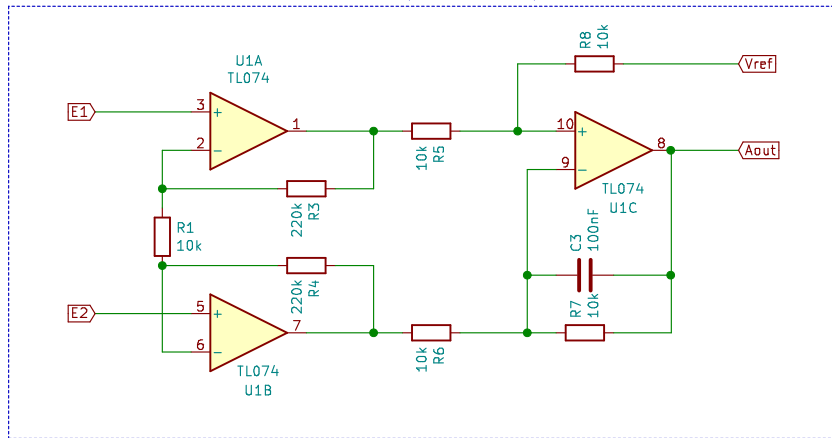 R8
10k
Vref
U1A
TL074
E1
3
+
1
2
−
10k
R5
10
+
8
9
−
Aout
TL074
U1C
220k
R3
R1
10k
C3
100nF
220k
R4
R7
10k
E2
5
+
7
6
−
10k
R6
TL074
U1B